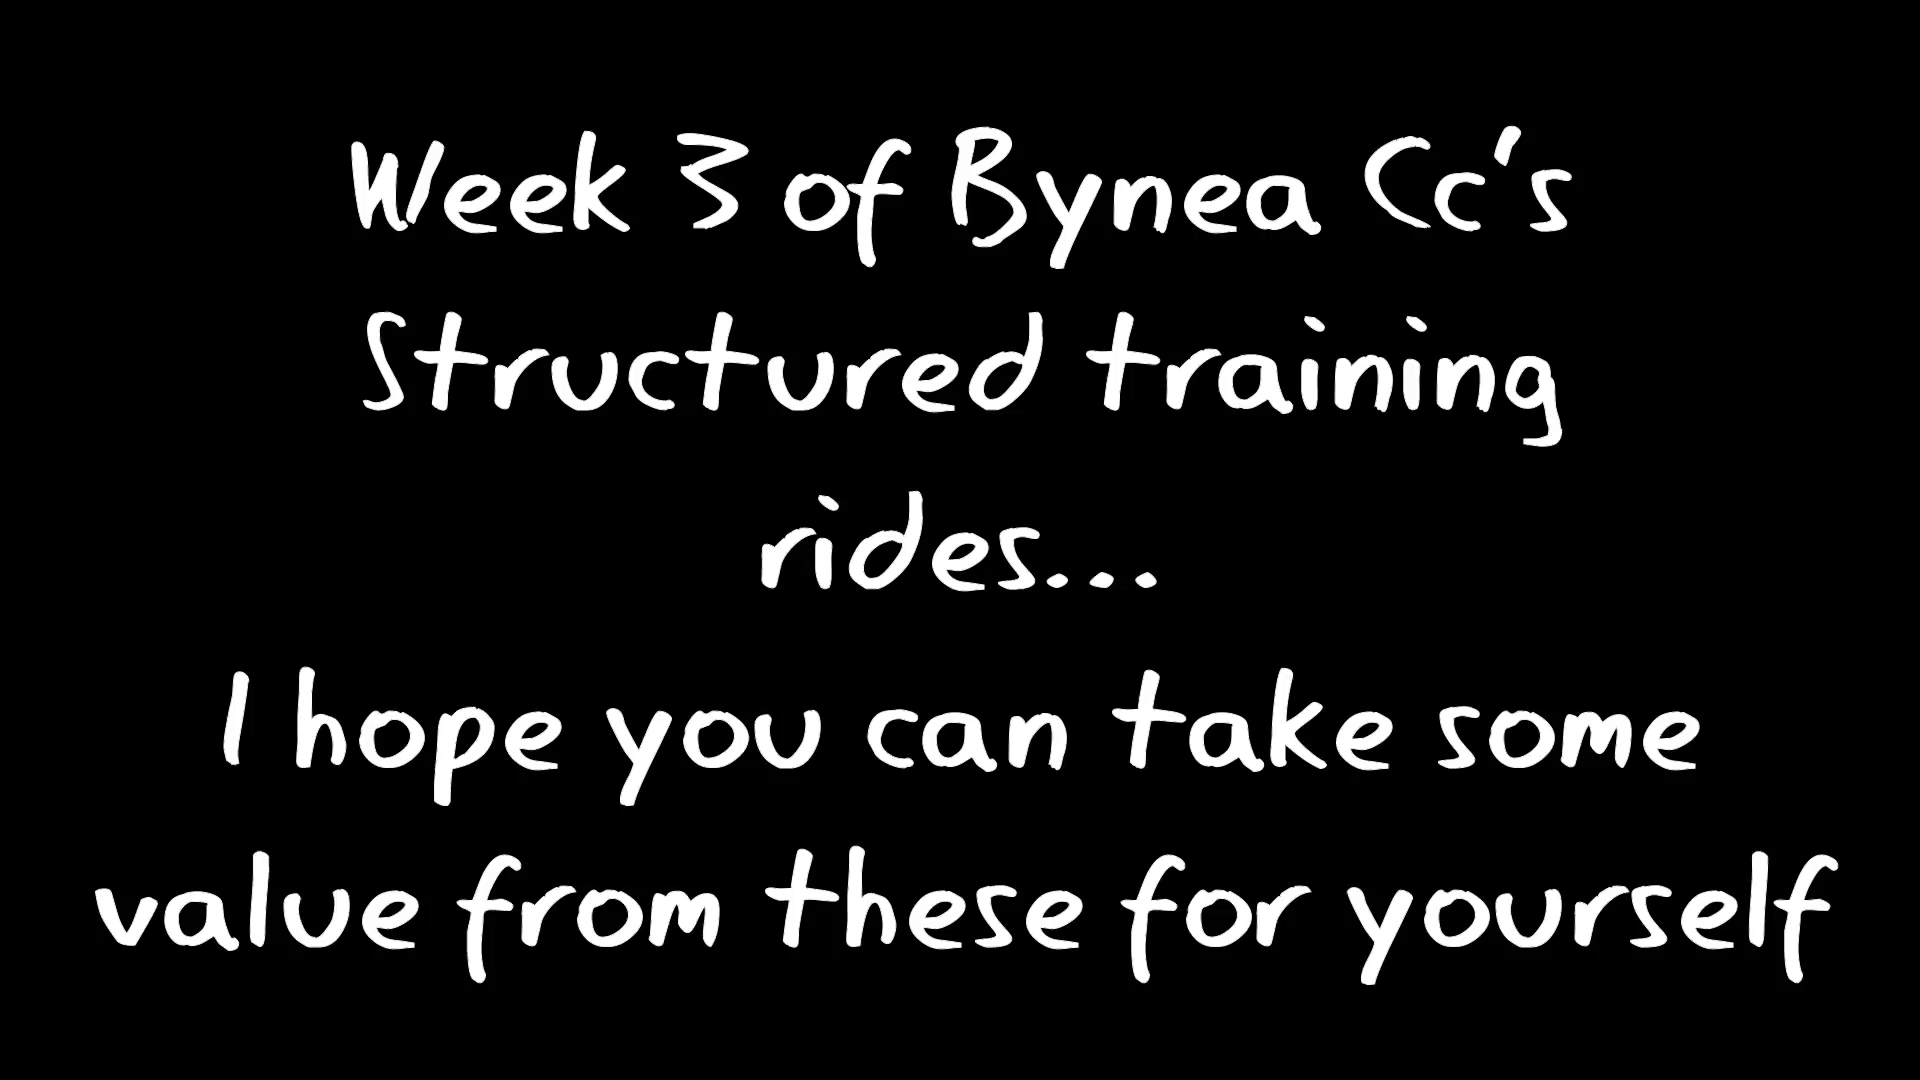 Week 3 of Bynea Cc's
Structured training
rides...
I hope you can take some
value from these for yourself